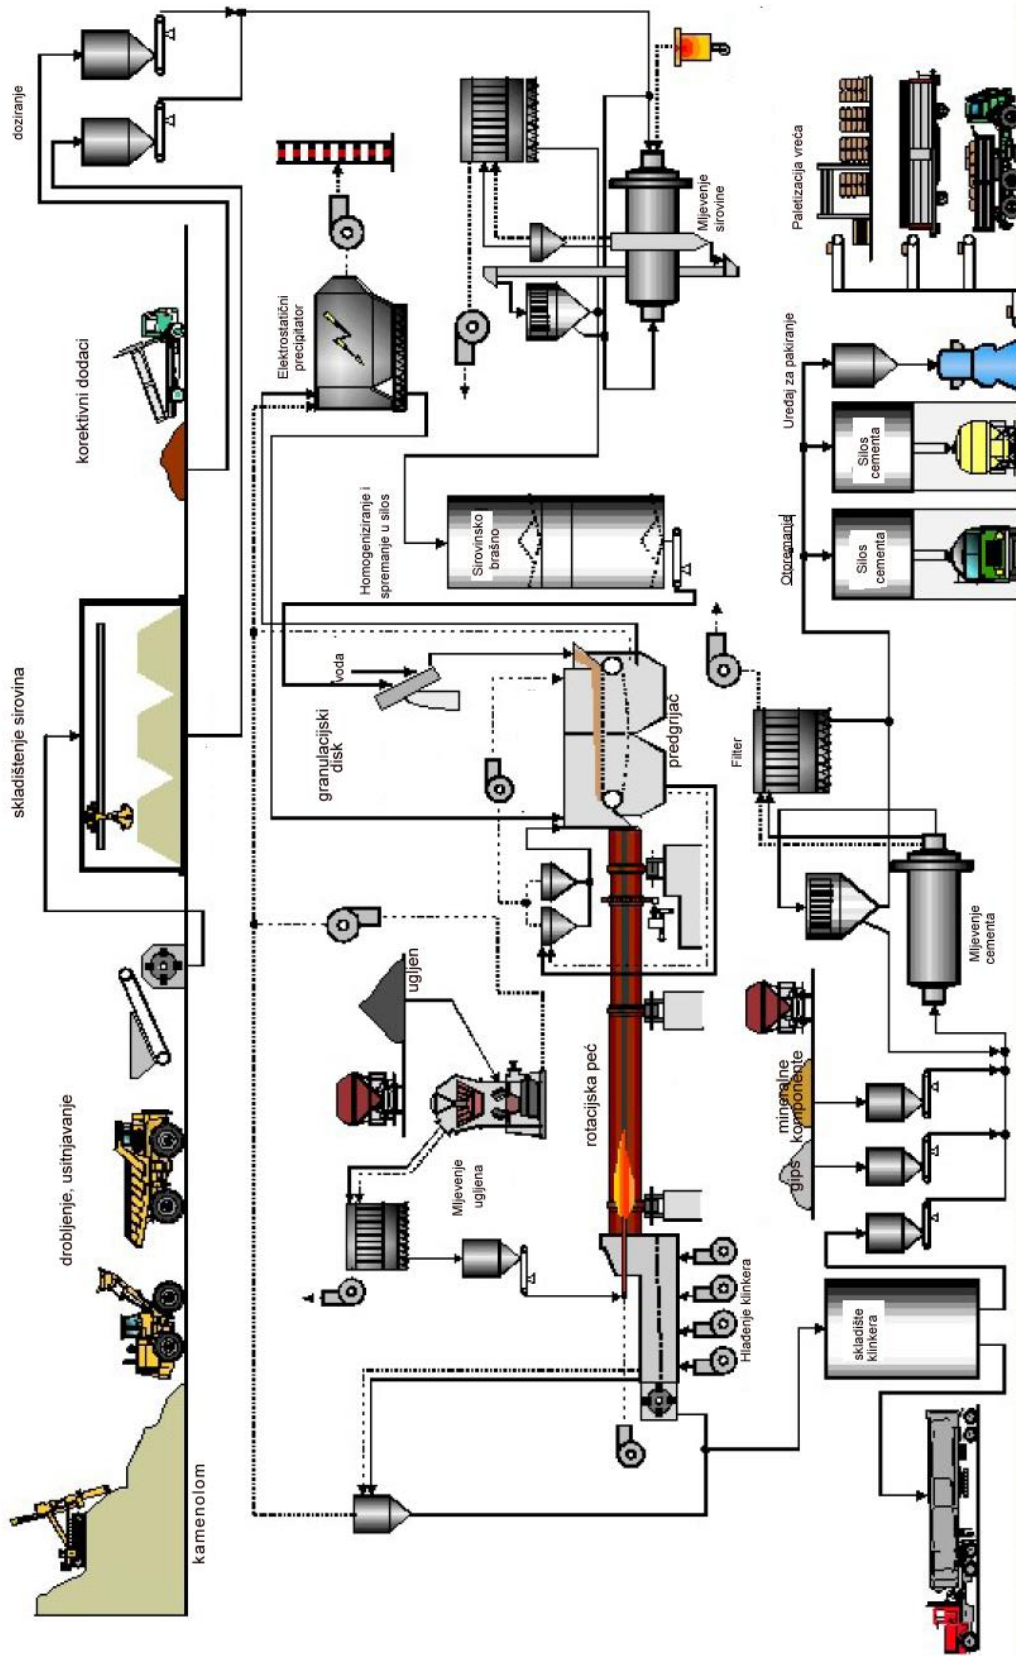 kamenolom
drobljenje, usitnjavanje
skladištenje sirovina
korektivni dodaci
doziranje
Mljevenje
ugljena
ugljen
granulacijski
disk
voda
Homogeniziranje i
spremanje u silos
Sirovinsko
brašno
Elektrostatični
precipitator
Mljevenje
sirovine
Hlađenje klinkera
rotacijska peć
predgrijač
Filter
skladište
klinkera
gips
mineralne
komponente
Mljevenje
cementa
Otpremanje
Silos
cementa
Silos
cementa
Uređaj za pakiranje
Paletizacija vreća